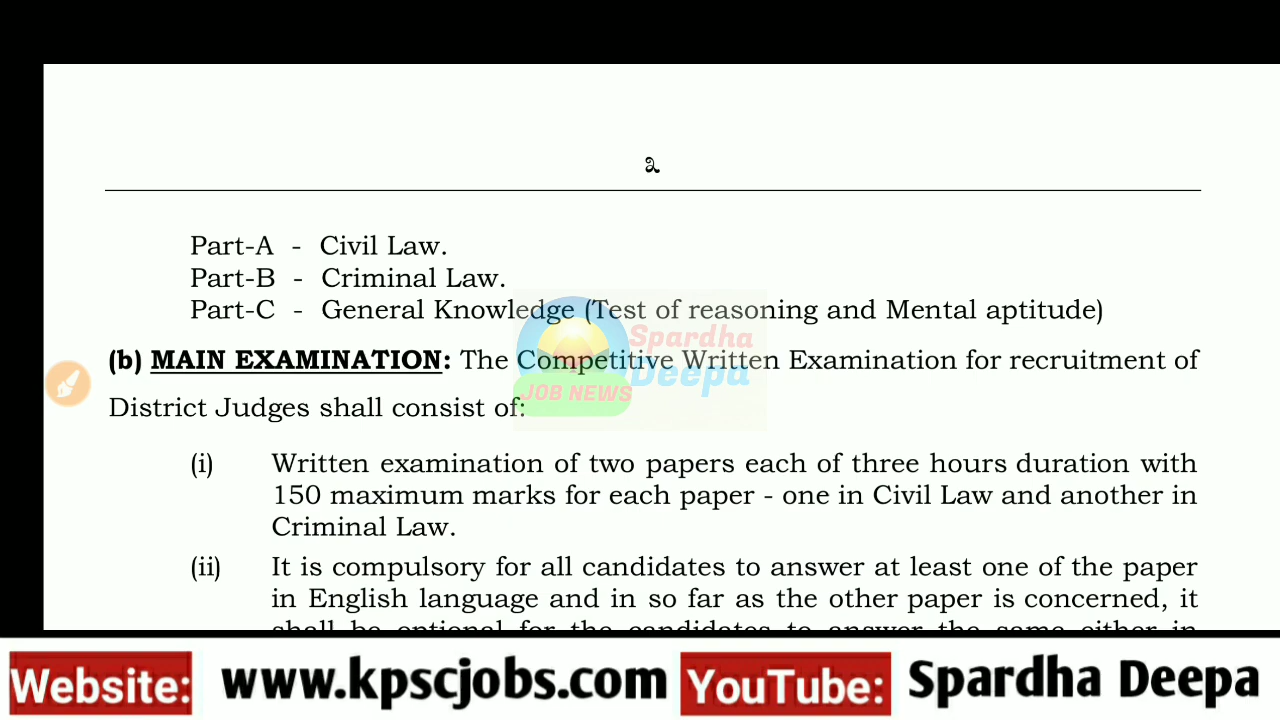 ೩
Part-A - Civil Law.
Part-B - Criminal Law.
Part-C - General Knowledge (Test of reasoning and Mental aptitude)
(b) MAIN EXAMINATION: The Competitive Written Examination for recruitment of
District Judges shall consist of:
Spardha
Deepa
JOB NEWS
(i) Written examination of two papers each of three hours duration with
150 maximum marks for each paper - one in Civil Law and another in
Criminal Law.
(ii) It is compulsory for all candidates to answer at least one of the paper
in English language and in so far as the other paper is concerned, it
shall be optional for the candidates to answer the same either in
Website: www.kpscjobs.com YouTube: Spardha Deepa